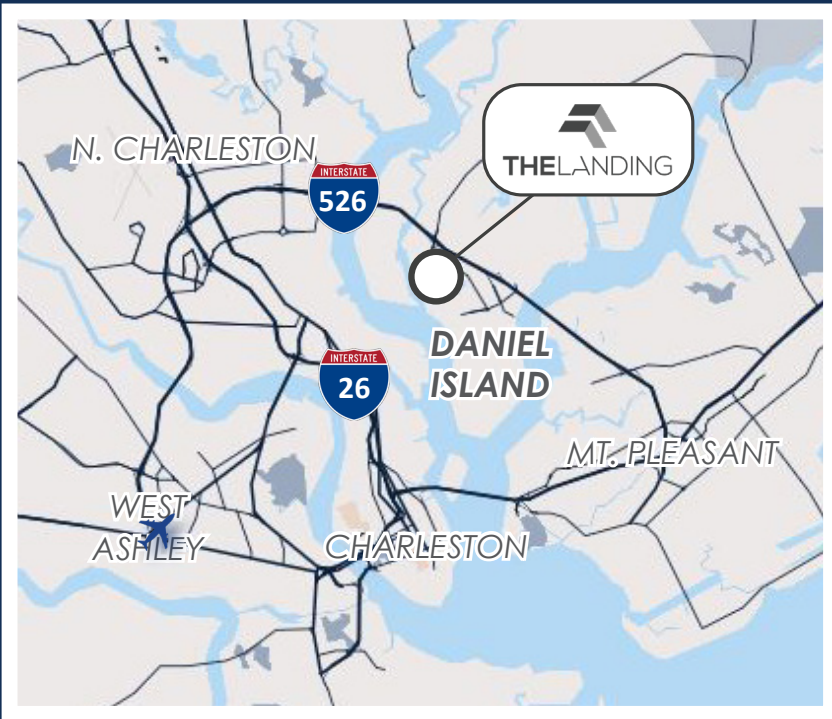 N. CHARLESTON
INTERSTATE
526
THELANDING
DANIEL
ISLAND
INTERSTATE
26
MT. PLEASANT
WEST
ASHLEY
CHARLESTON